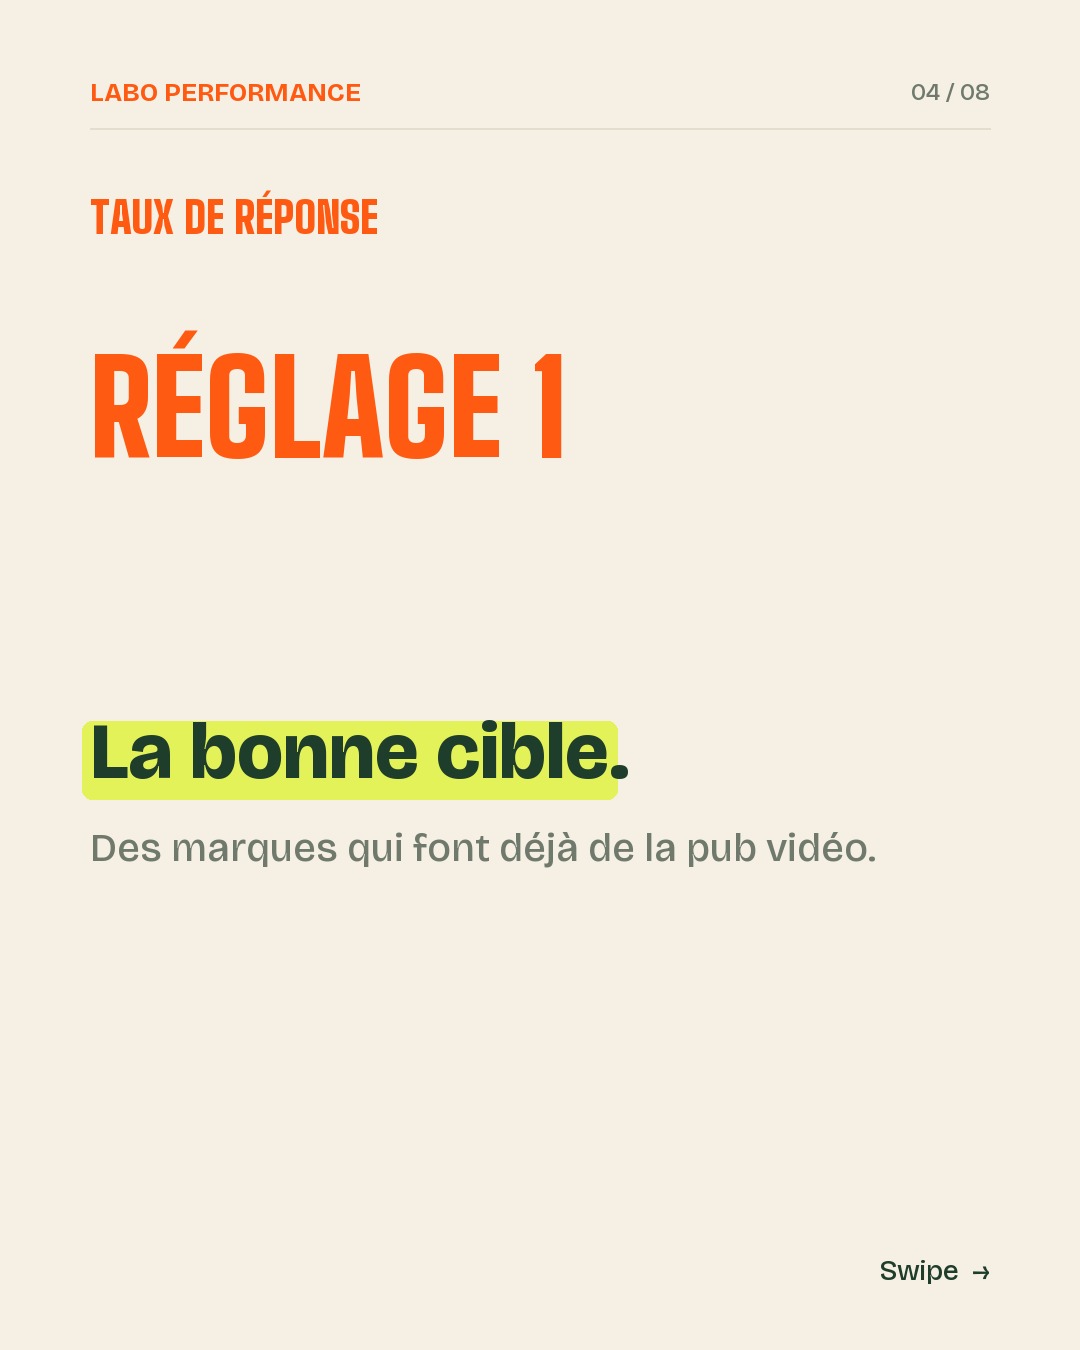 LABO PERFORMANCE
04 / 08
TAUX DE RÉPONSE
RÉGLAGE 1
La bonne cible.
Des marques qui font déjà de la pub vidéo.
Swipe →